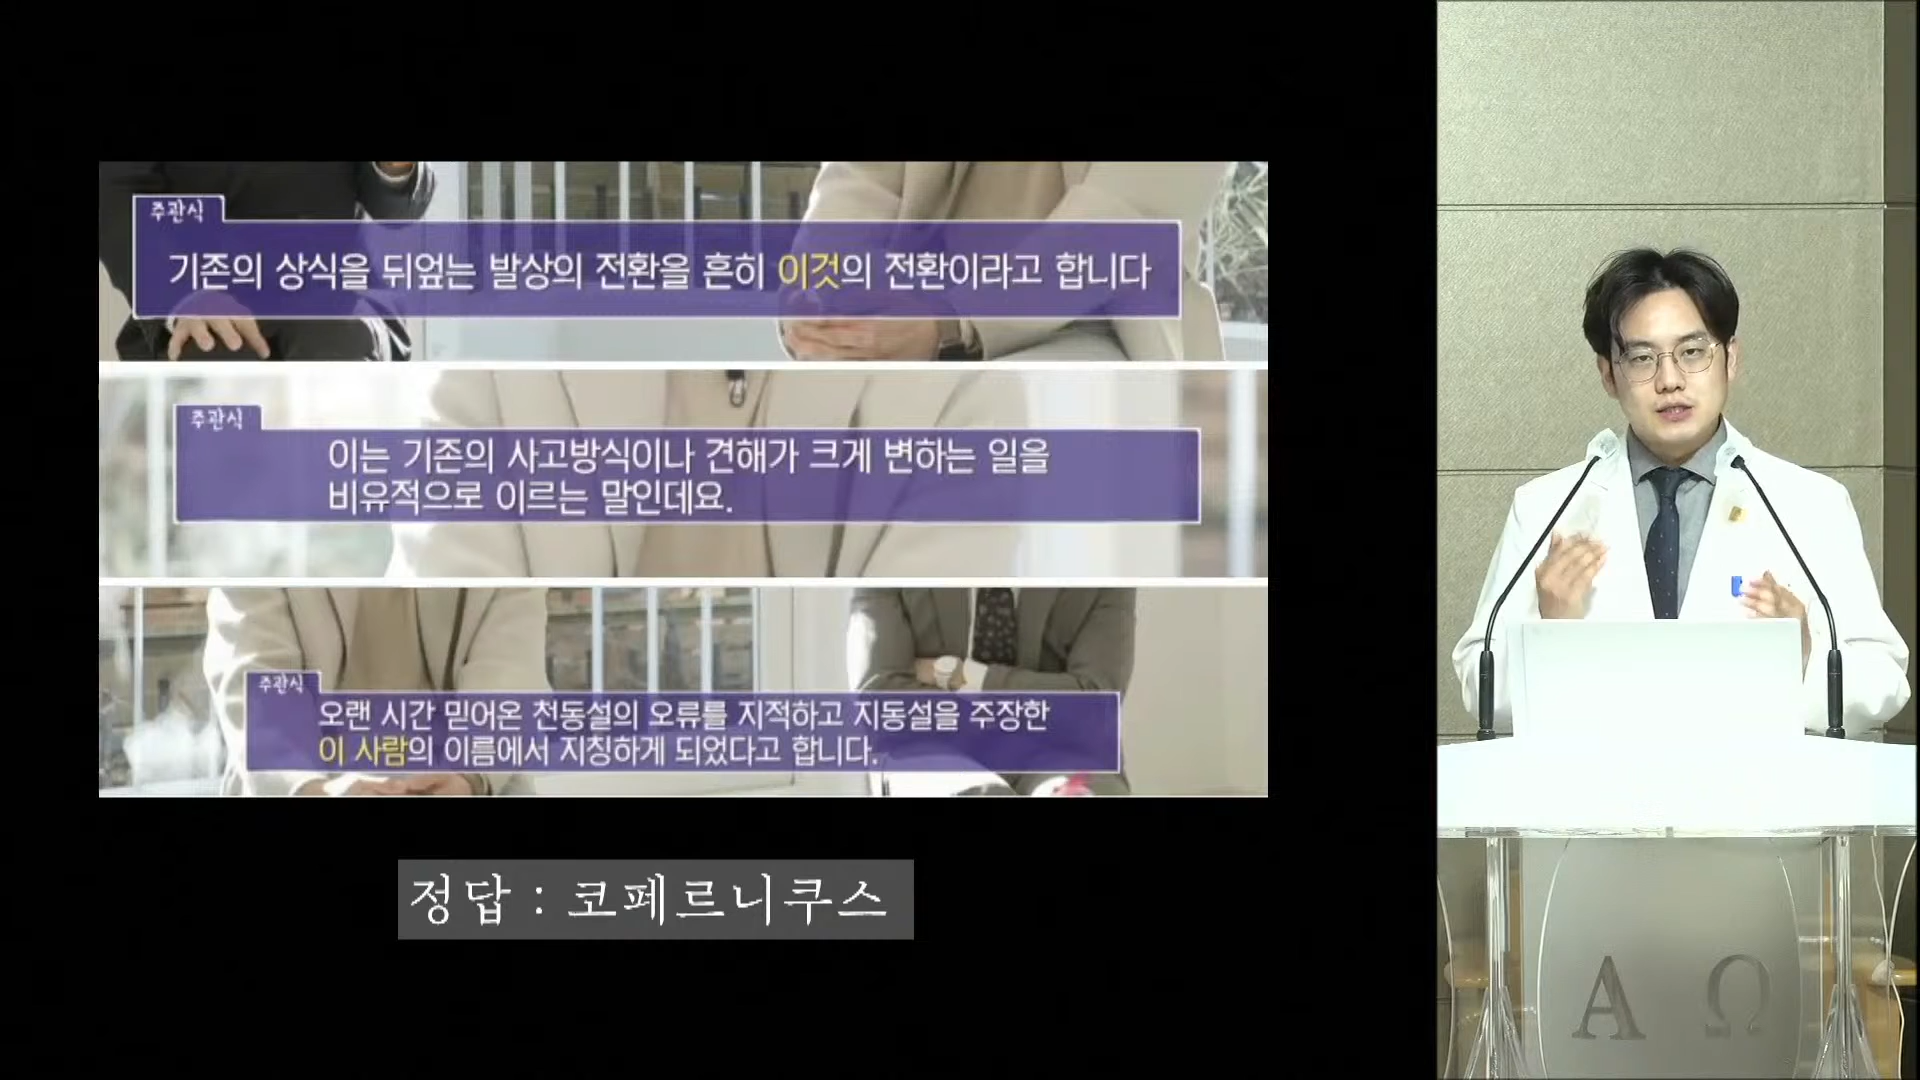 주관식
기존의 상식을 뒤엎는 발상의 전환을 흔히 이것의 전환이라고 합니다
주관식
이는 기존의 사고방식이나 견해가 크게 변하는 일을
비유적으로 이르는 말인데요.
주관식
오랜 시간 믿어온 천동설의 오류를 지적하고 지동설을 주장한
이 사람의 이름에서 지칭하게 되었다고 합니다.
정답 : 코페르니쿠스
Α Ω